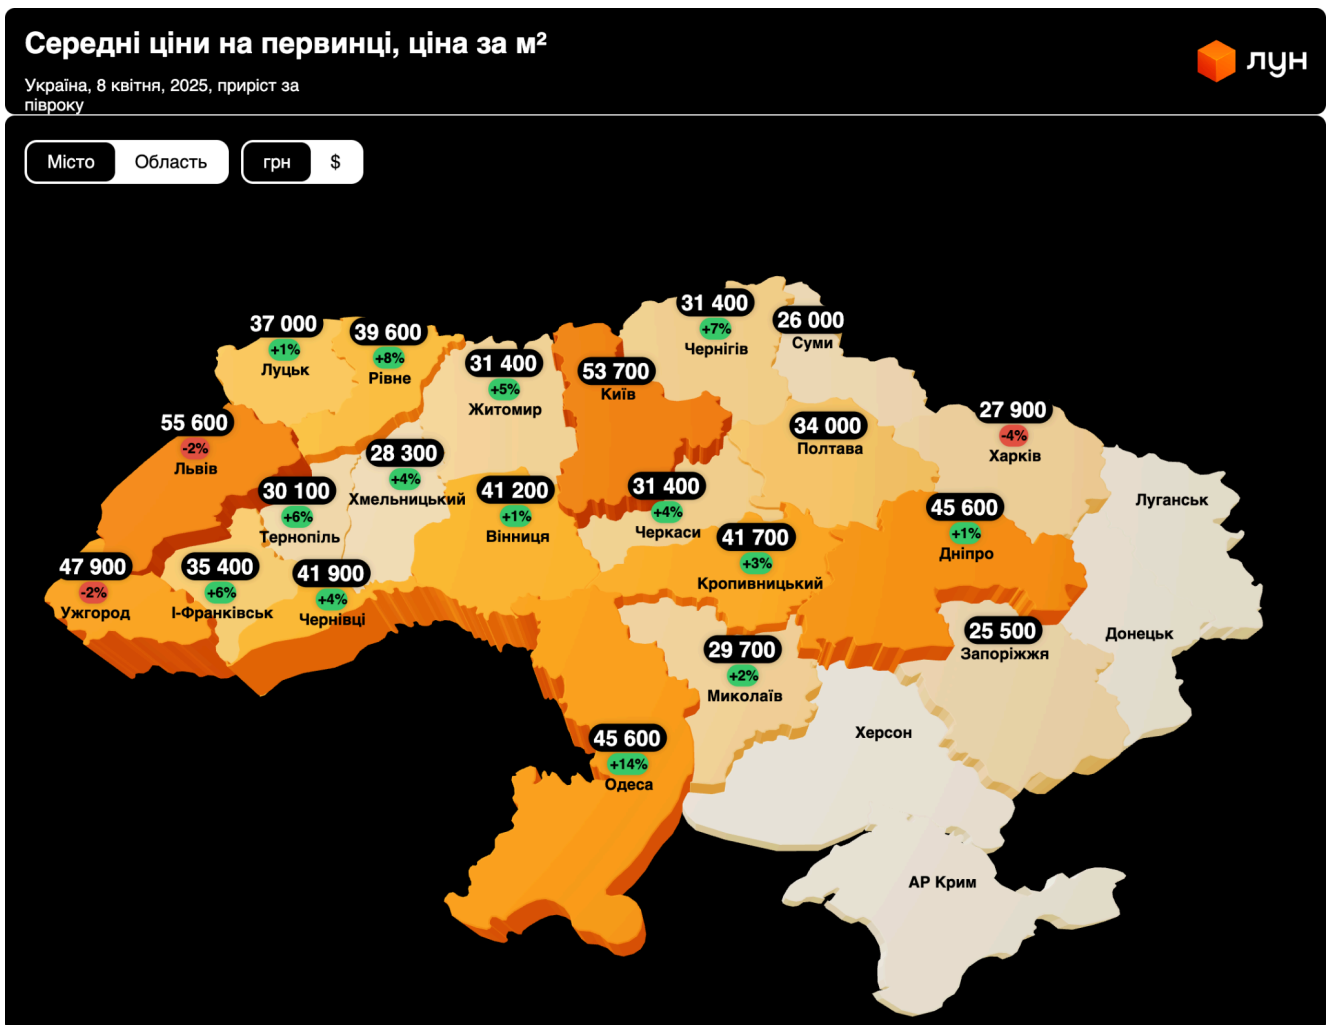 Середні ціни на первинці, ціна за м²
Україна, 8 квітня, 2025, приріст за
півроку
лун
Місто
Область
грн
$
31 400
+7%
Чернігів
26 000
Суми
37 000
+1%
Луцьк
39 600
+8%
Рівне
31 400
+5%
Житомир
53 700
Київ
55 600
-2%
Львів
28 300
+4%
Хмельницький
34 000
Полтава
27 900
-4%
Харків
30 100
+6%
Тернопіль
41 200
+1%
Вінниця
31 400
+4%
Черкаси
45 600
+1%
Дніпро
Луганськ
47 900
-2%
Ужгород
35 400
+6%
І-Франківськ
41 900
+4%
Чернівці
41 700
+3%
Кропивницький
25 500
Запоріжжя
Донецьк
29 700
+2%
Миколаїв
45 600
+14%
Одеса
Херсон
АР Крим